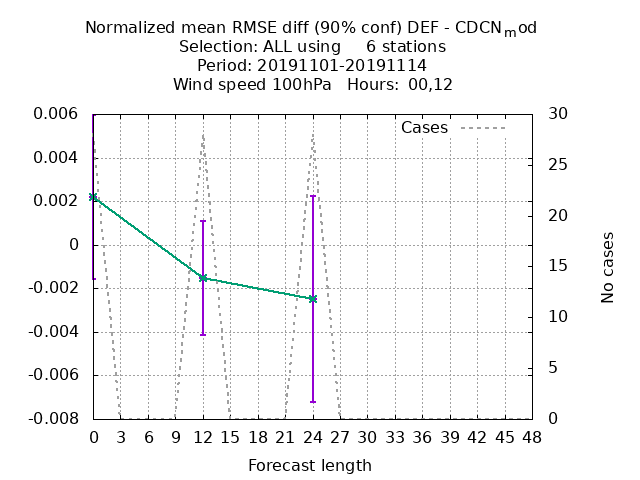 Normalized mean RMSE diff (90% conf) DEF - CDCNmod
Selection: ALL using 6 stations
Period: 20191101-20191114
Wind speed 100hPa Hours: 00,12
Cases
0.006
0.004
0.002
0
-0.002
-0.004
-0.006
-0.008
30
25
20
15
10
5
0
No cases
0 3 6 9 12 15 18 21 24 27 30 33 36 39 42 45 48
Forecast length